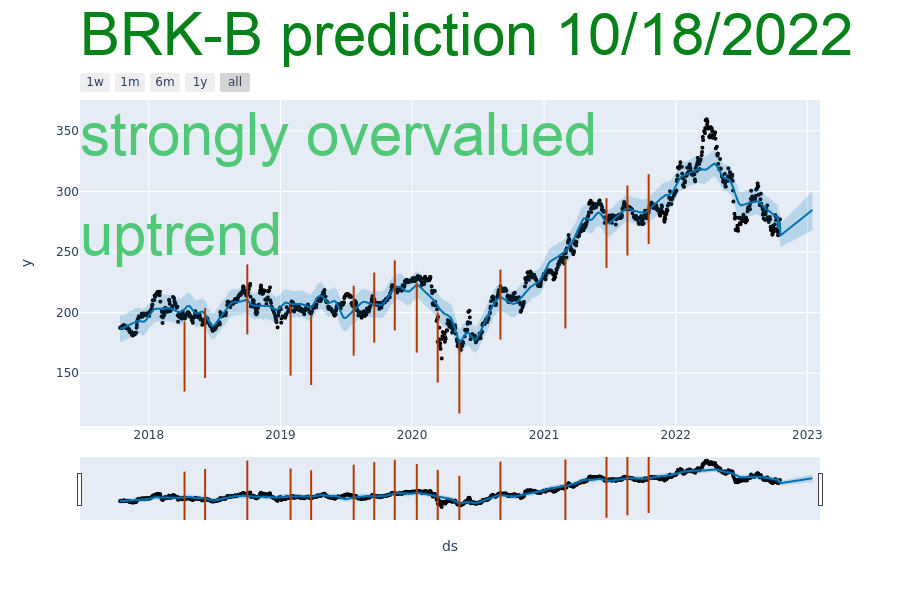 BRK-B prediction 10/18/2022
1w 1m 6m 1y all
strongly overvalued
uptrend
350
300
250
200
150
y
2018 2019 2020 2021 2022 2023
ds